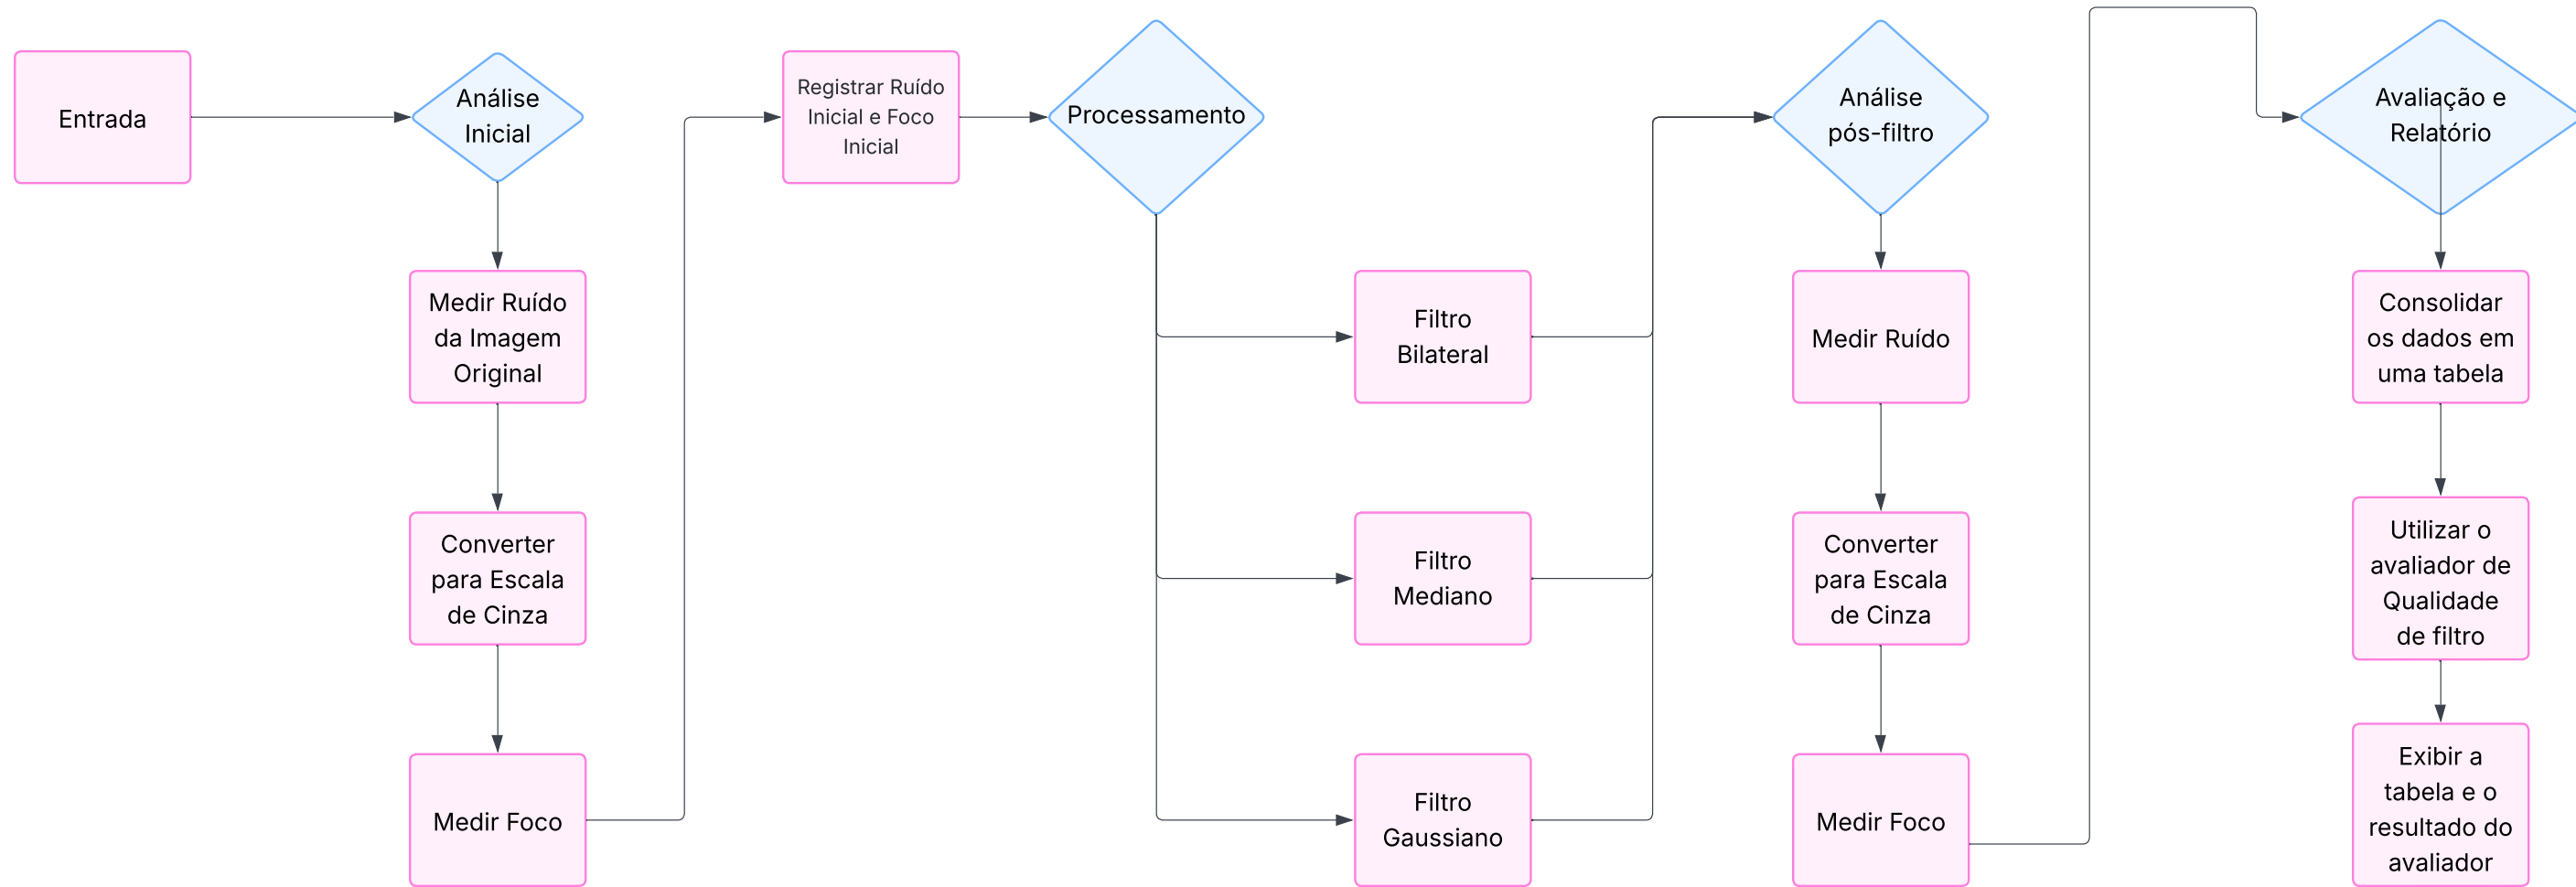 Entrada
Análise
Inicial
Medir Ruído
da Imagem
Original
Converter
para Escala
de Cinza
Medir Foco
Registrar Ruído
Inicial e Foco
Inicial
Processamento
Filtro
Bilateral
Filtro
Mediano
Filtro
Gaussiano
Análise
pós-filtro
Medir Ruído
Converter
para Escala
de Cinza
Medir Foco
Avaliação e
Relatório
Consolidar
os dados em
uma tabela
Utilizar o
avaliador de
Qualidade
de filtro
Exibir a
tabela e o
resultado do
avaliador